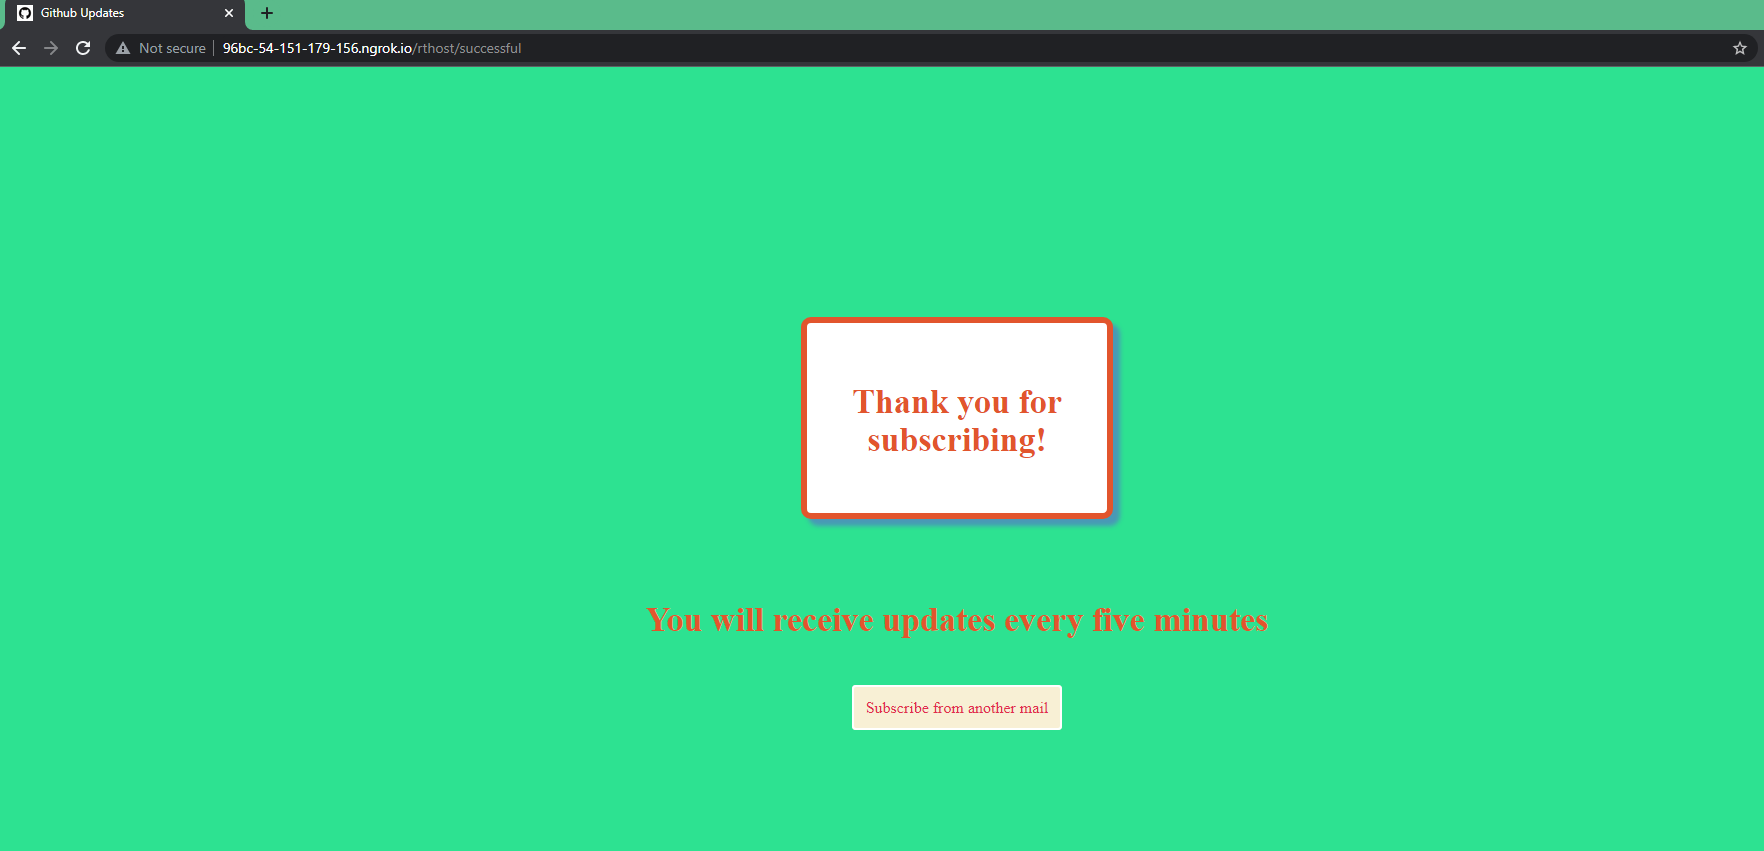 Github Updates
Not secure
96bc-54-151-179-156.ngrok.io/rthost/successful
Thank you for
subscribing!
You will receive updates every five minutes
Subscribe from another mail